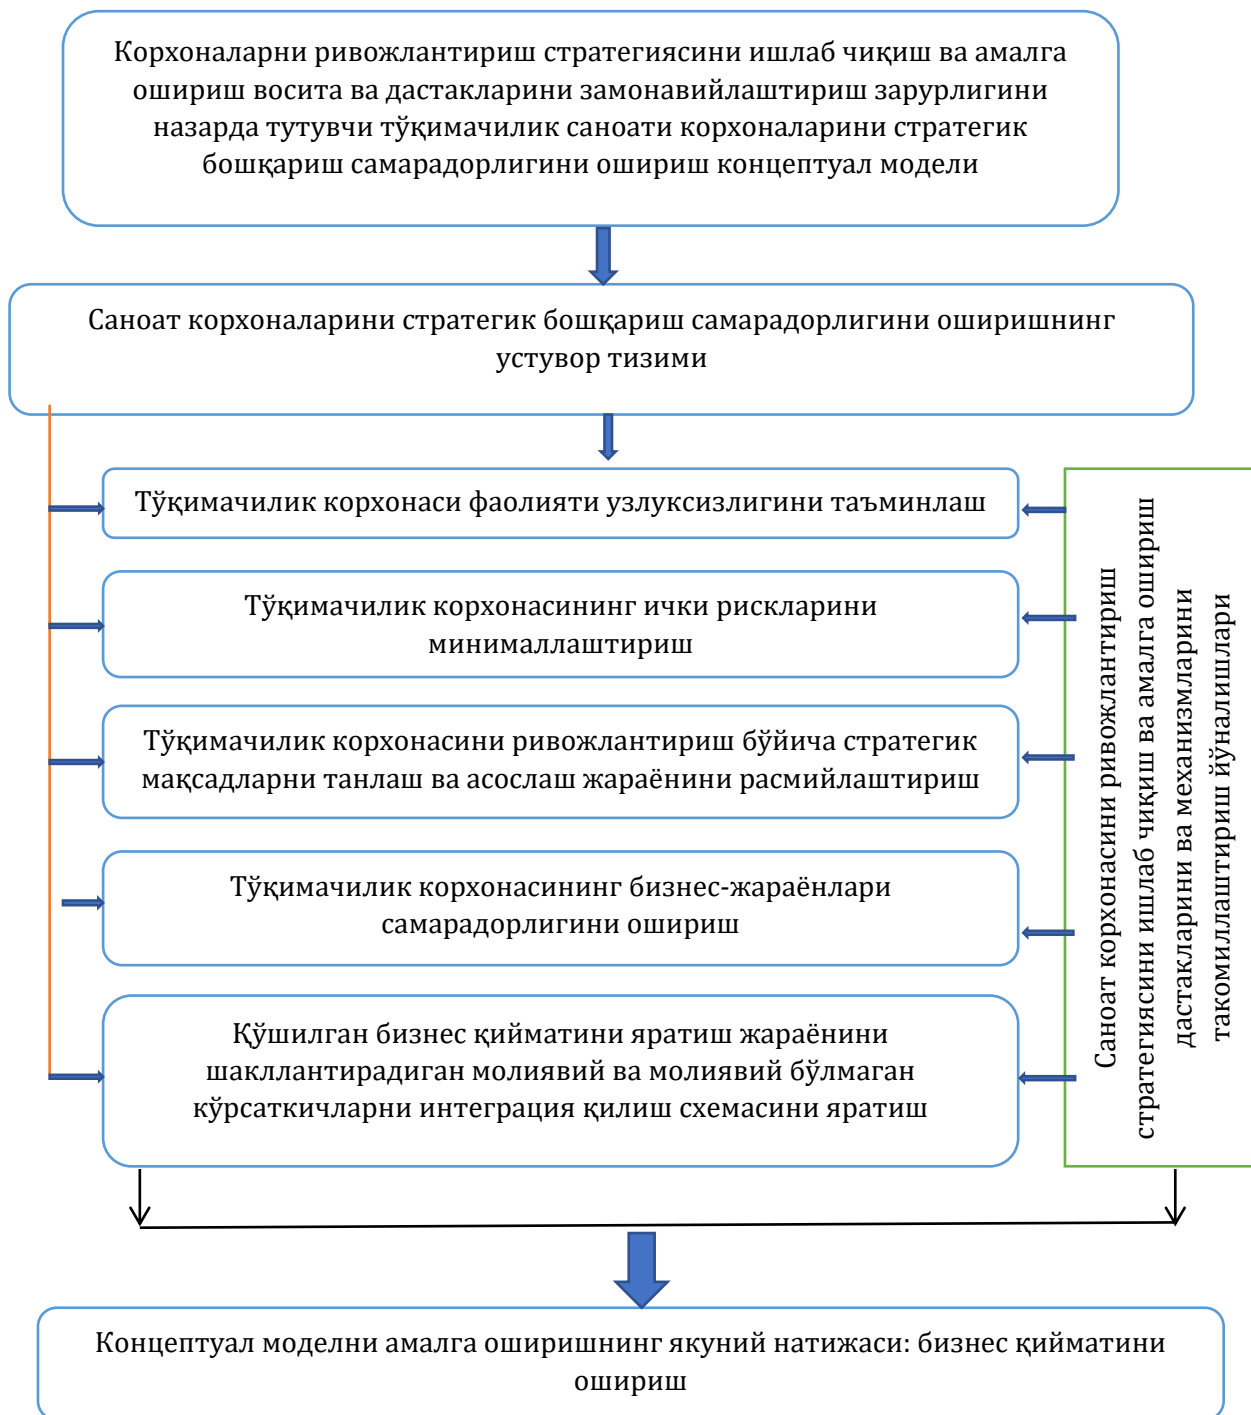 Корхоналарни ривожлантириш стратегиясини ишлаб чиқиш ва амалга
ошириш восита ва дастакларини замонавийлаштириш зарурлигини
назарда тутувчи тўқимачилик саноати корхоналарини стратегик
бошқариш самарадорлигини ошириш концептуал модели
Саноат корхоналарини стратегик бошқариш самарадорлигини оширишнинг
устувор тизими
Тўқимачилик корхонаси фаолияти узлуксизлигини таъминлаш
Тўқимачилик корхонасининг ички рискларини
минималлаштириш
Тўқимачилик корхонасини ривожлантириш бўйича стратегик
мақсадларни танлаш ва асослаш жараёнини расмийлаштириш
Тўқимачилик корхонасининг бизнес-жараёнлари
самарадорлигини ошириш
Қўшилган бизнес қийматини яратиш жараёнини
шакллантирадиган молиявий ва молиявий бўлмаган
кўрсаткичларни интеграция қилиш схемасини яратиш
Саноат корхонасини ривожлантириш
стратегиясини ишлаб чиқиш ва амалга ошириш
дастакларини ва механизмларини
такомиллаштириш йўналишлари
Концептуал моделни амалга оширишнинг якуний натижаси: бизнес қийматини
ошириш